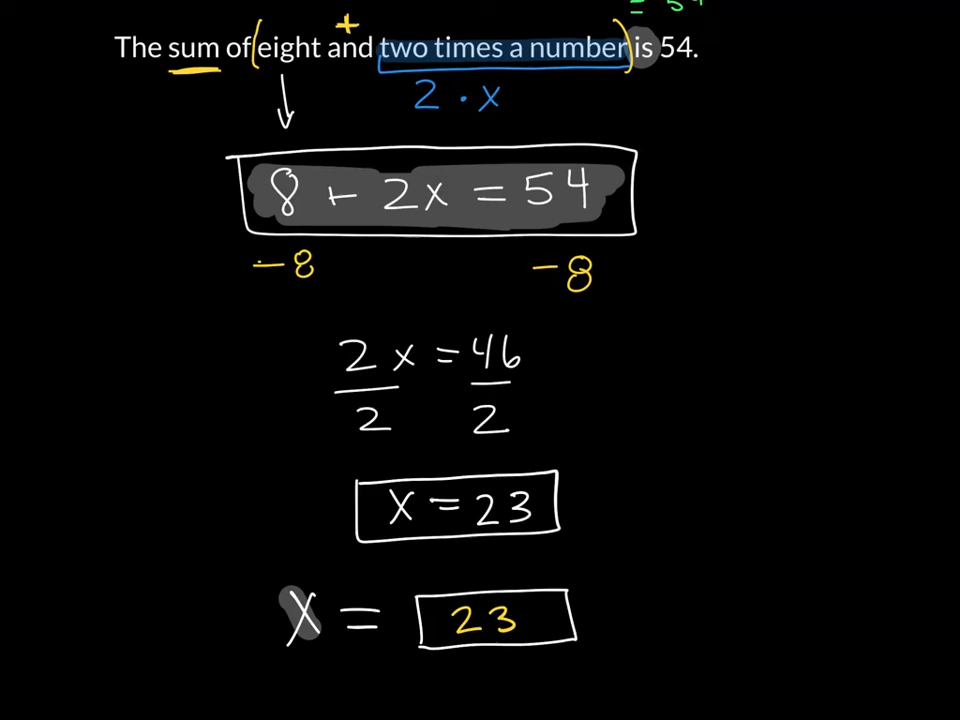 = 54
+
The sum of (eight and two times a number) is 54.
2 · x
8 + 2x = 54
-8 -8
2x = 46
2 2
x = 23
x = 23